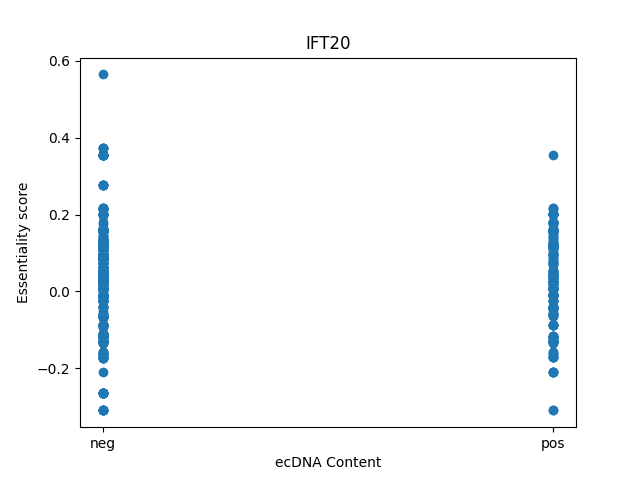 IFT20
0.6
0.4
0.2
0.0
−0.2
Essentiality score
neg
pos
ecDNA Content